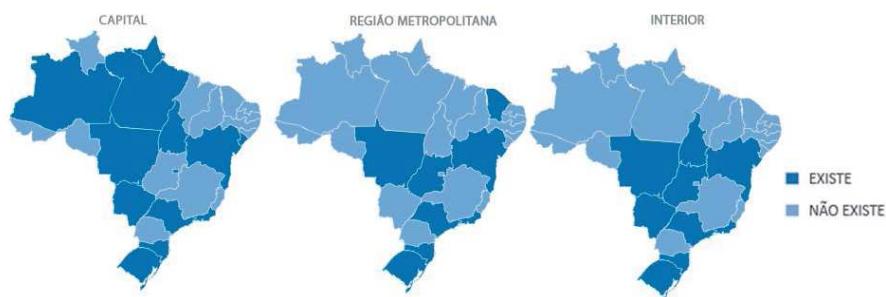 CAPITAL
REGIÃO METROPOLITANA
INTERIOR
EXISTE
NÃO EXISTE